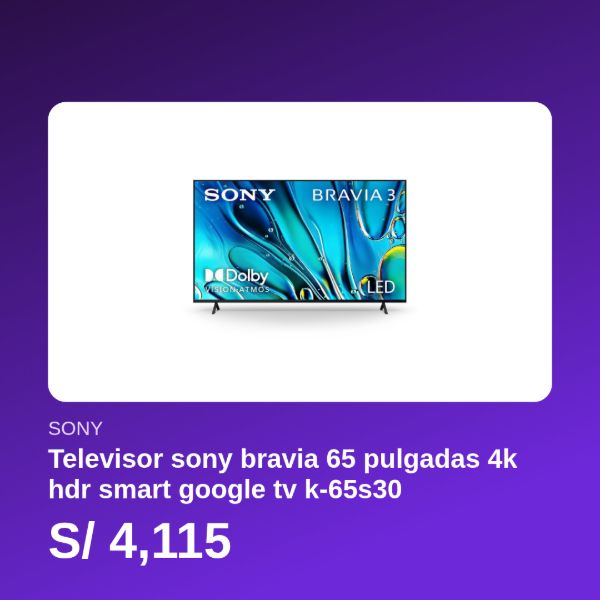 SONY BRAVIA 3
Dolby
VISION·ATMOS LED
SONY
Televisor sony bravia 65 pulgadas 4k
hdr smart google tv k-65s30
S/ 4,115